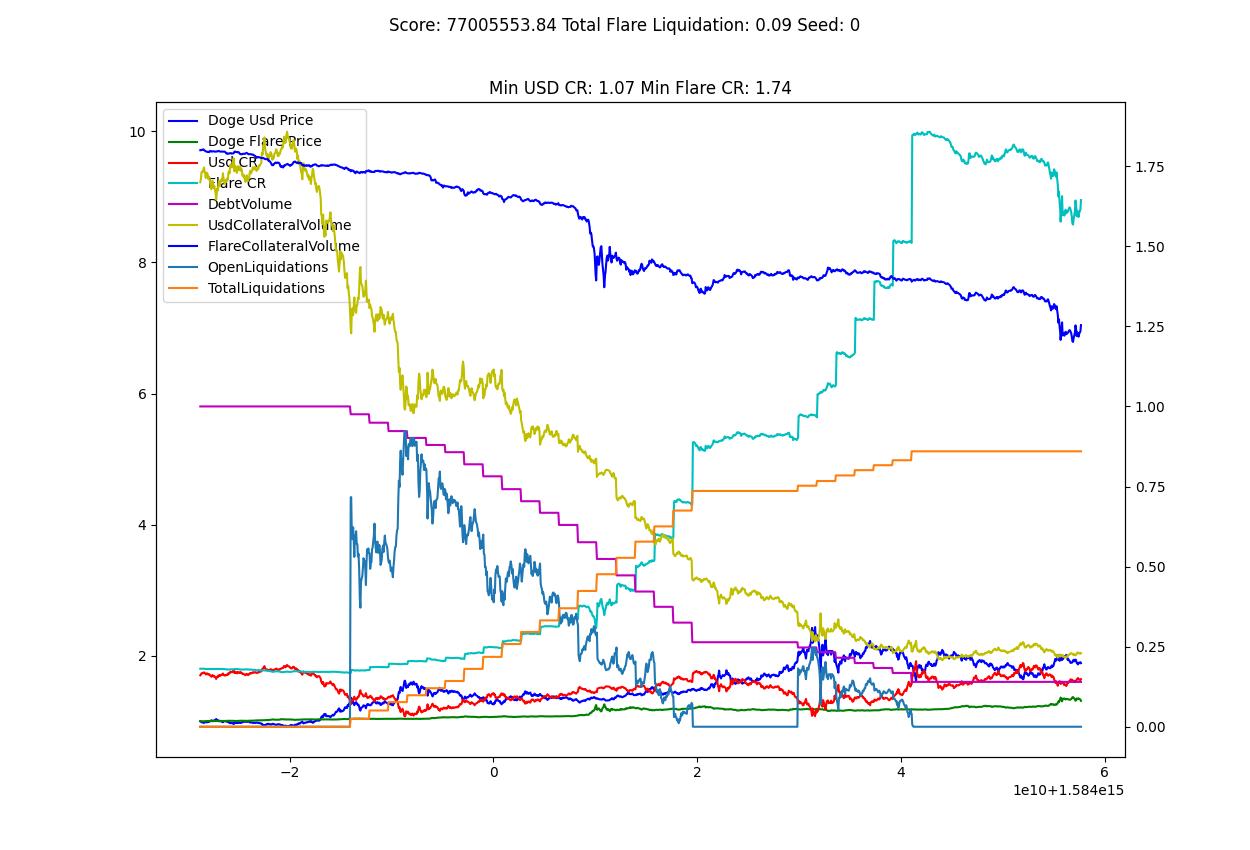 Score: 77005553.84 Total Flare Liquidation: 0.09 Seed: 0
Min USD CR: 1.07 Min Flare CR: 1.74
Doge Usd Price
Doge Flare Price
Usd CR
Flare CR
DebtVolume
UsdCollateralVolume
FlareCollateralVolume
OpenLiquidations
TotalLiquidations
10
8
6
4
2
1.75
1.50
1.25
1.00
0.75
0.50
0.25
0.00
−2
0
2
4
6
1e10+1.584e15